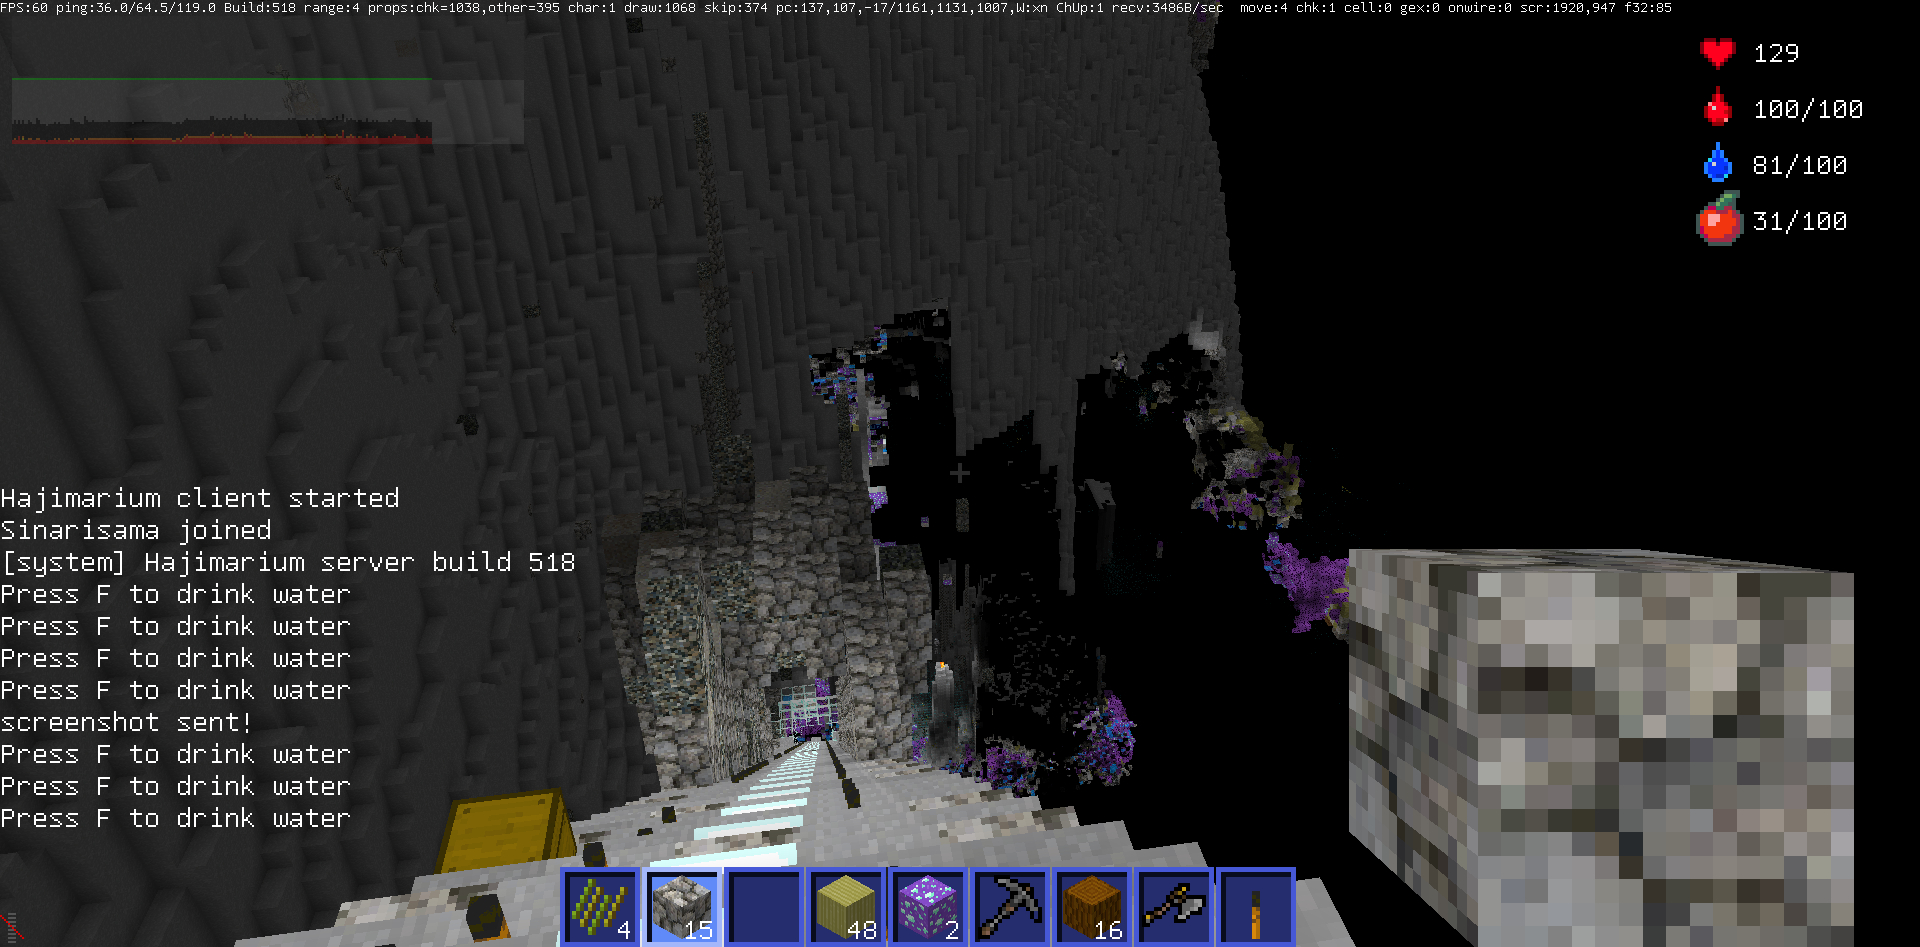 FPS:60 ping:36.0/64.5/119.0 Build:518 range:4 props:chk=1038,other=395 char:1 draw:1068 skip:374 pc:137,107,-17/1161,1131,1007,W:xn ChUp:1 recv:3486B/sec  move:4 chk:1 cell:0 gex:0 onwire:0 scr:1920,947 f32:85
129
100/100
81/100
31/100
Hajimarium client started
Sinarisama joined
[system] Hajimarium server build 518
Press F to drink water
Press F to drink water
Press F to drink water
Press F to drink water
screenshot sent!
Press F to drink water
Press F to drink water
Press F to drink water
4 15 48 2 16